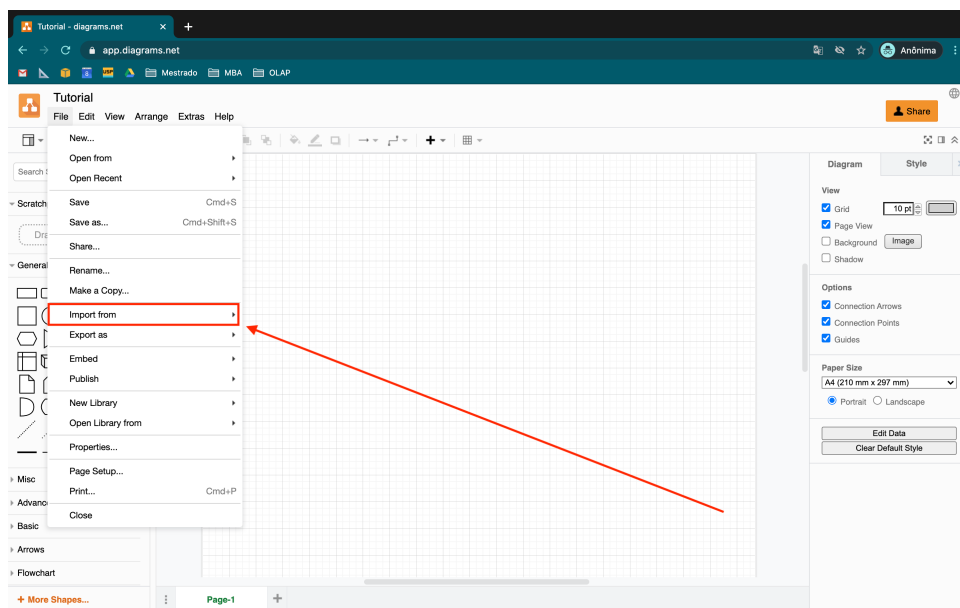 Tutorial - diagrams.net
app.diagrams.net
Anônima
Mestrado MBA OLAP
Tutorial
File Edit View Arrange Extras Help
Share
New...
Open from
Open Recent
Save Cmd+S
Save as... Cmd+Shift+S
Share...
Rename...
Make a Copy...
Import from
Export as
Embed
Publish
New Library
Open Library from
Properties...
Page Setup...
Print... Cmd+P
Close
Search
Scratch
Dra
General
Misc
Advanc
Basic
Arrows
Flowchart
+ More Shapes...
Page-1
Diagram Style
View
Grid 10 pt
Page View
Background Image
Shadow
Options
Connection Arrows
Connection Points
Guides
Paper Size
A4 (210 mm x 297 mm)
Portrait Landscape
Edit Data
Clear Default Style